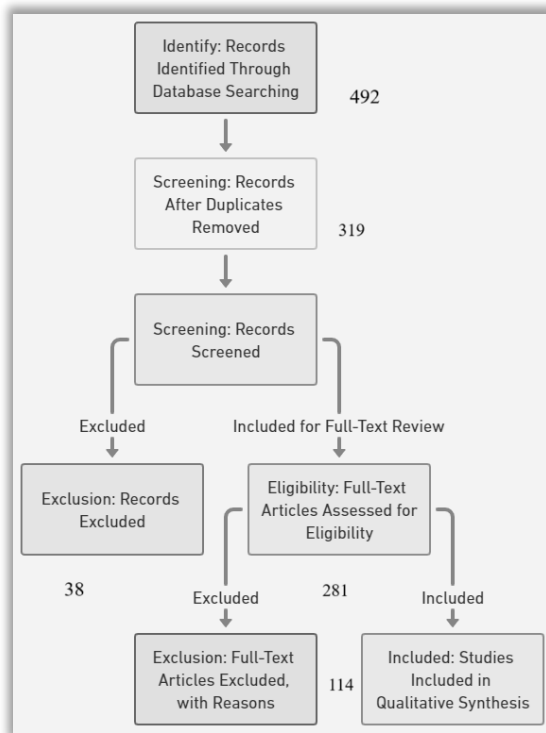 Identify: Records
Identified Through
Database Searching
492
Screening: Records
After Duplicates
Removed
319
Screening: Records
Screened
Excluded
Included for Full-Text Review
Exclusion: Records
Excluded
Eligibility: Full-Text
Articles Assessed for
Eligibility
38
281
Excluded
Included
Exclusion: Full-Text
Articles Excluded,
with Reasons
114
Included: Studies
Included in
Qualitative Synthesis